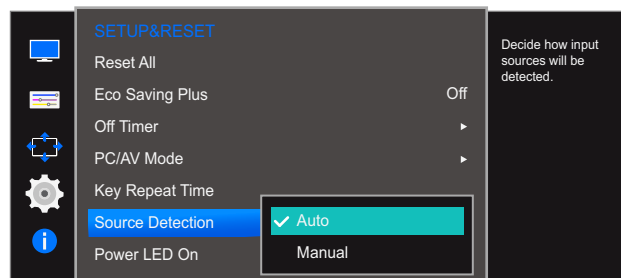 SETUP&RESET
Reset All
Eco Saving Plus Off
Off Timer
PC/AV Mode
Key Repeat Time
Source Detection
Auto
Manual
Power LED On
Decide how input
sources will be
detected.